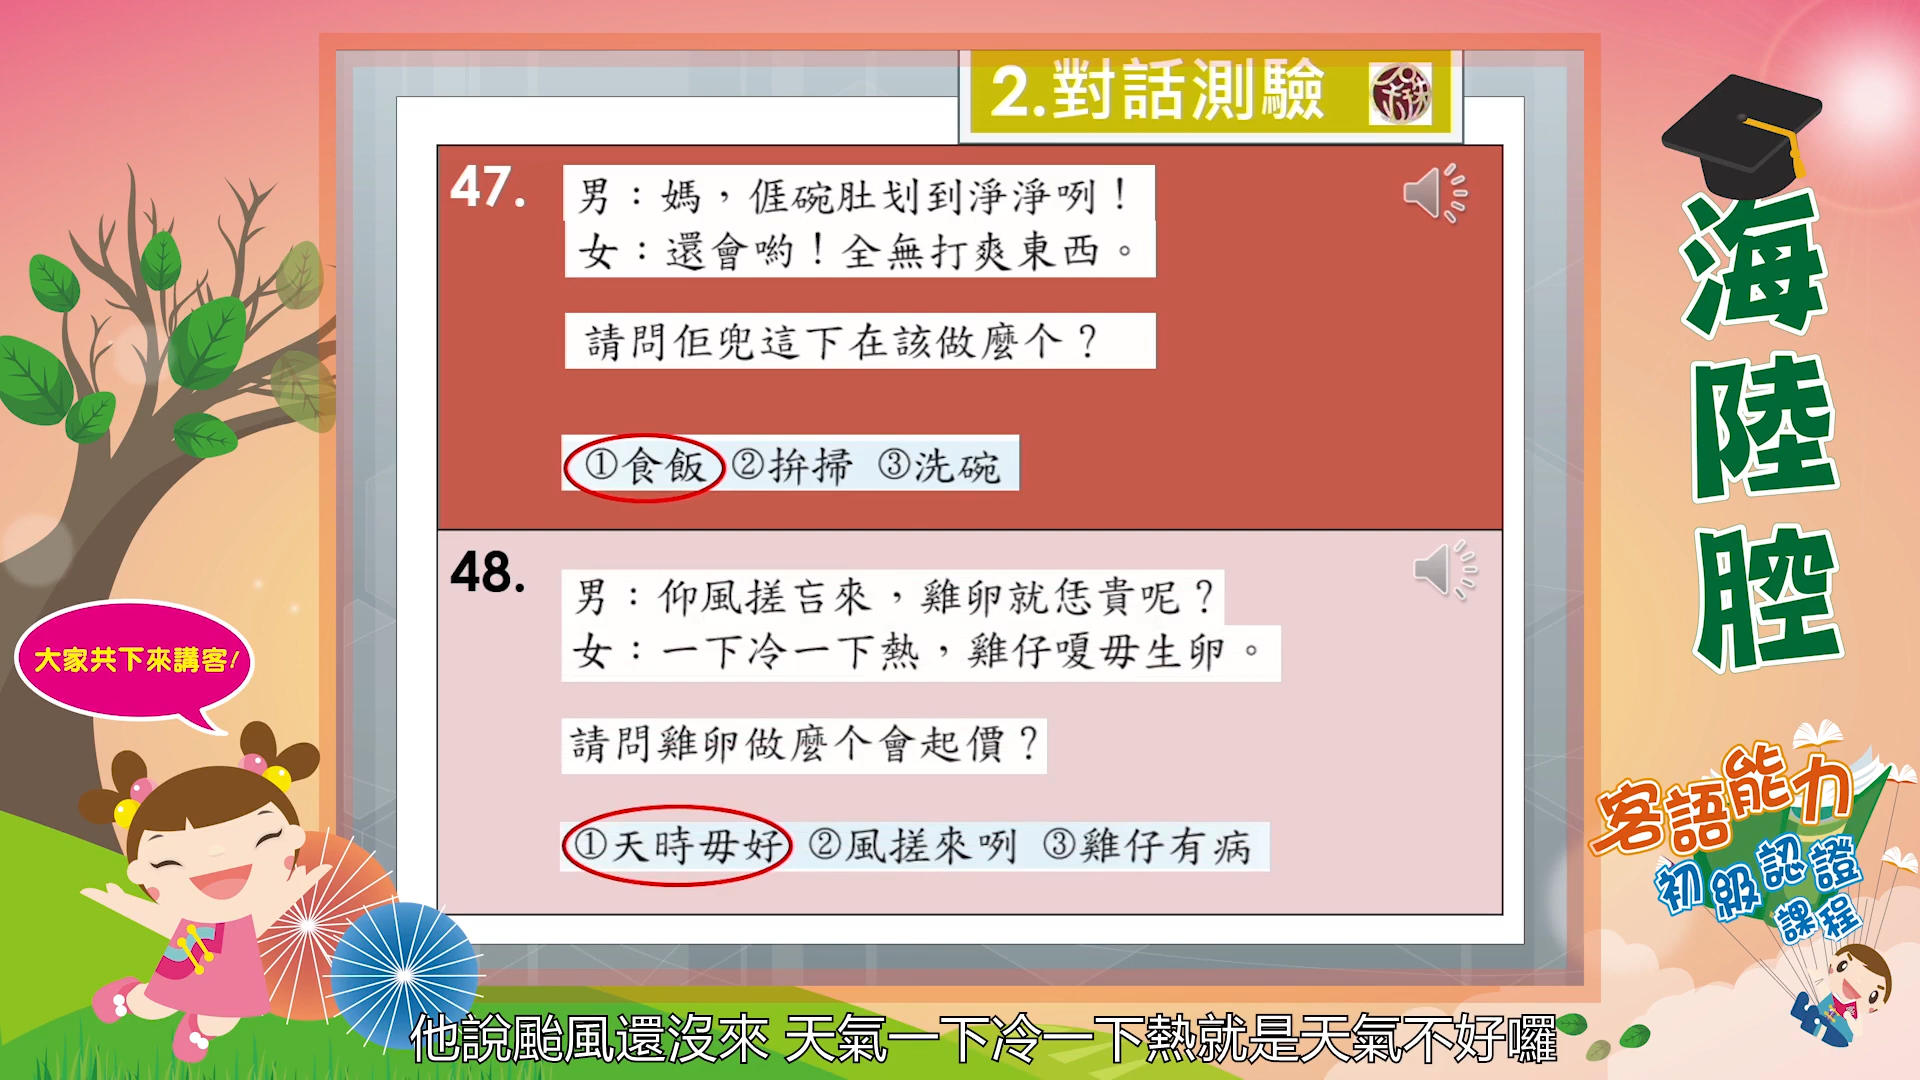 2.對話測驗
47.
男：媽，𠊎碗肚划到淨淨咧！
女：還會喲！全無打爽東西。
請問佢兜這下在該做麼个？
①食飯 ②拚掃 ③洗碗
48.
男：仰風搓吂來，雞卵就恁貴呢？
女：一下冷一下熱，雞仔嗄毋生卵。
請問雞卵做麼个會起價？
①天時毋好 ②風搓來咧 ③雞仔有病
海陸腔
大家共下來講客!
客語能力
初級認證
課程
他說颱風還沒來 天氣一下冷一下熱就是天氣不好囉